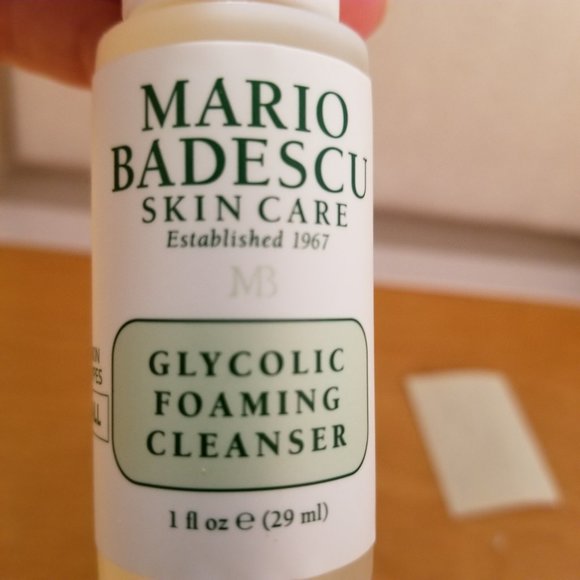 MARIO
BADESCU
SKIN CARE
Established 1967
MB
GLYCOLIC
FOAMING
CLEANSER
1 fl oz e (29 ml)